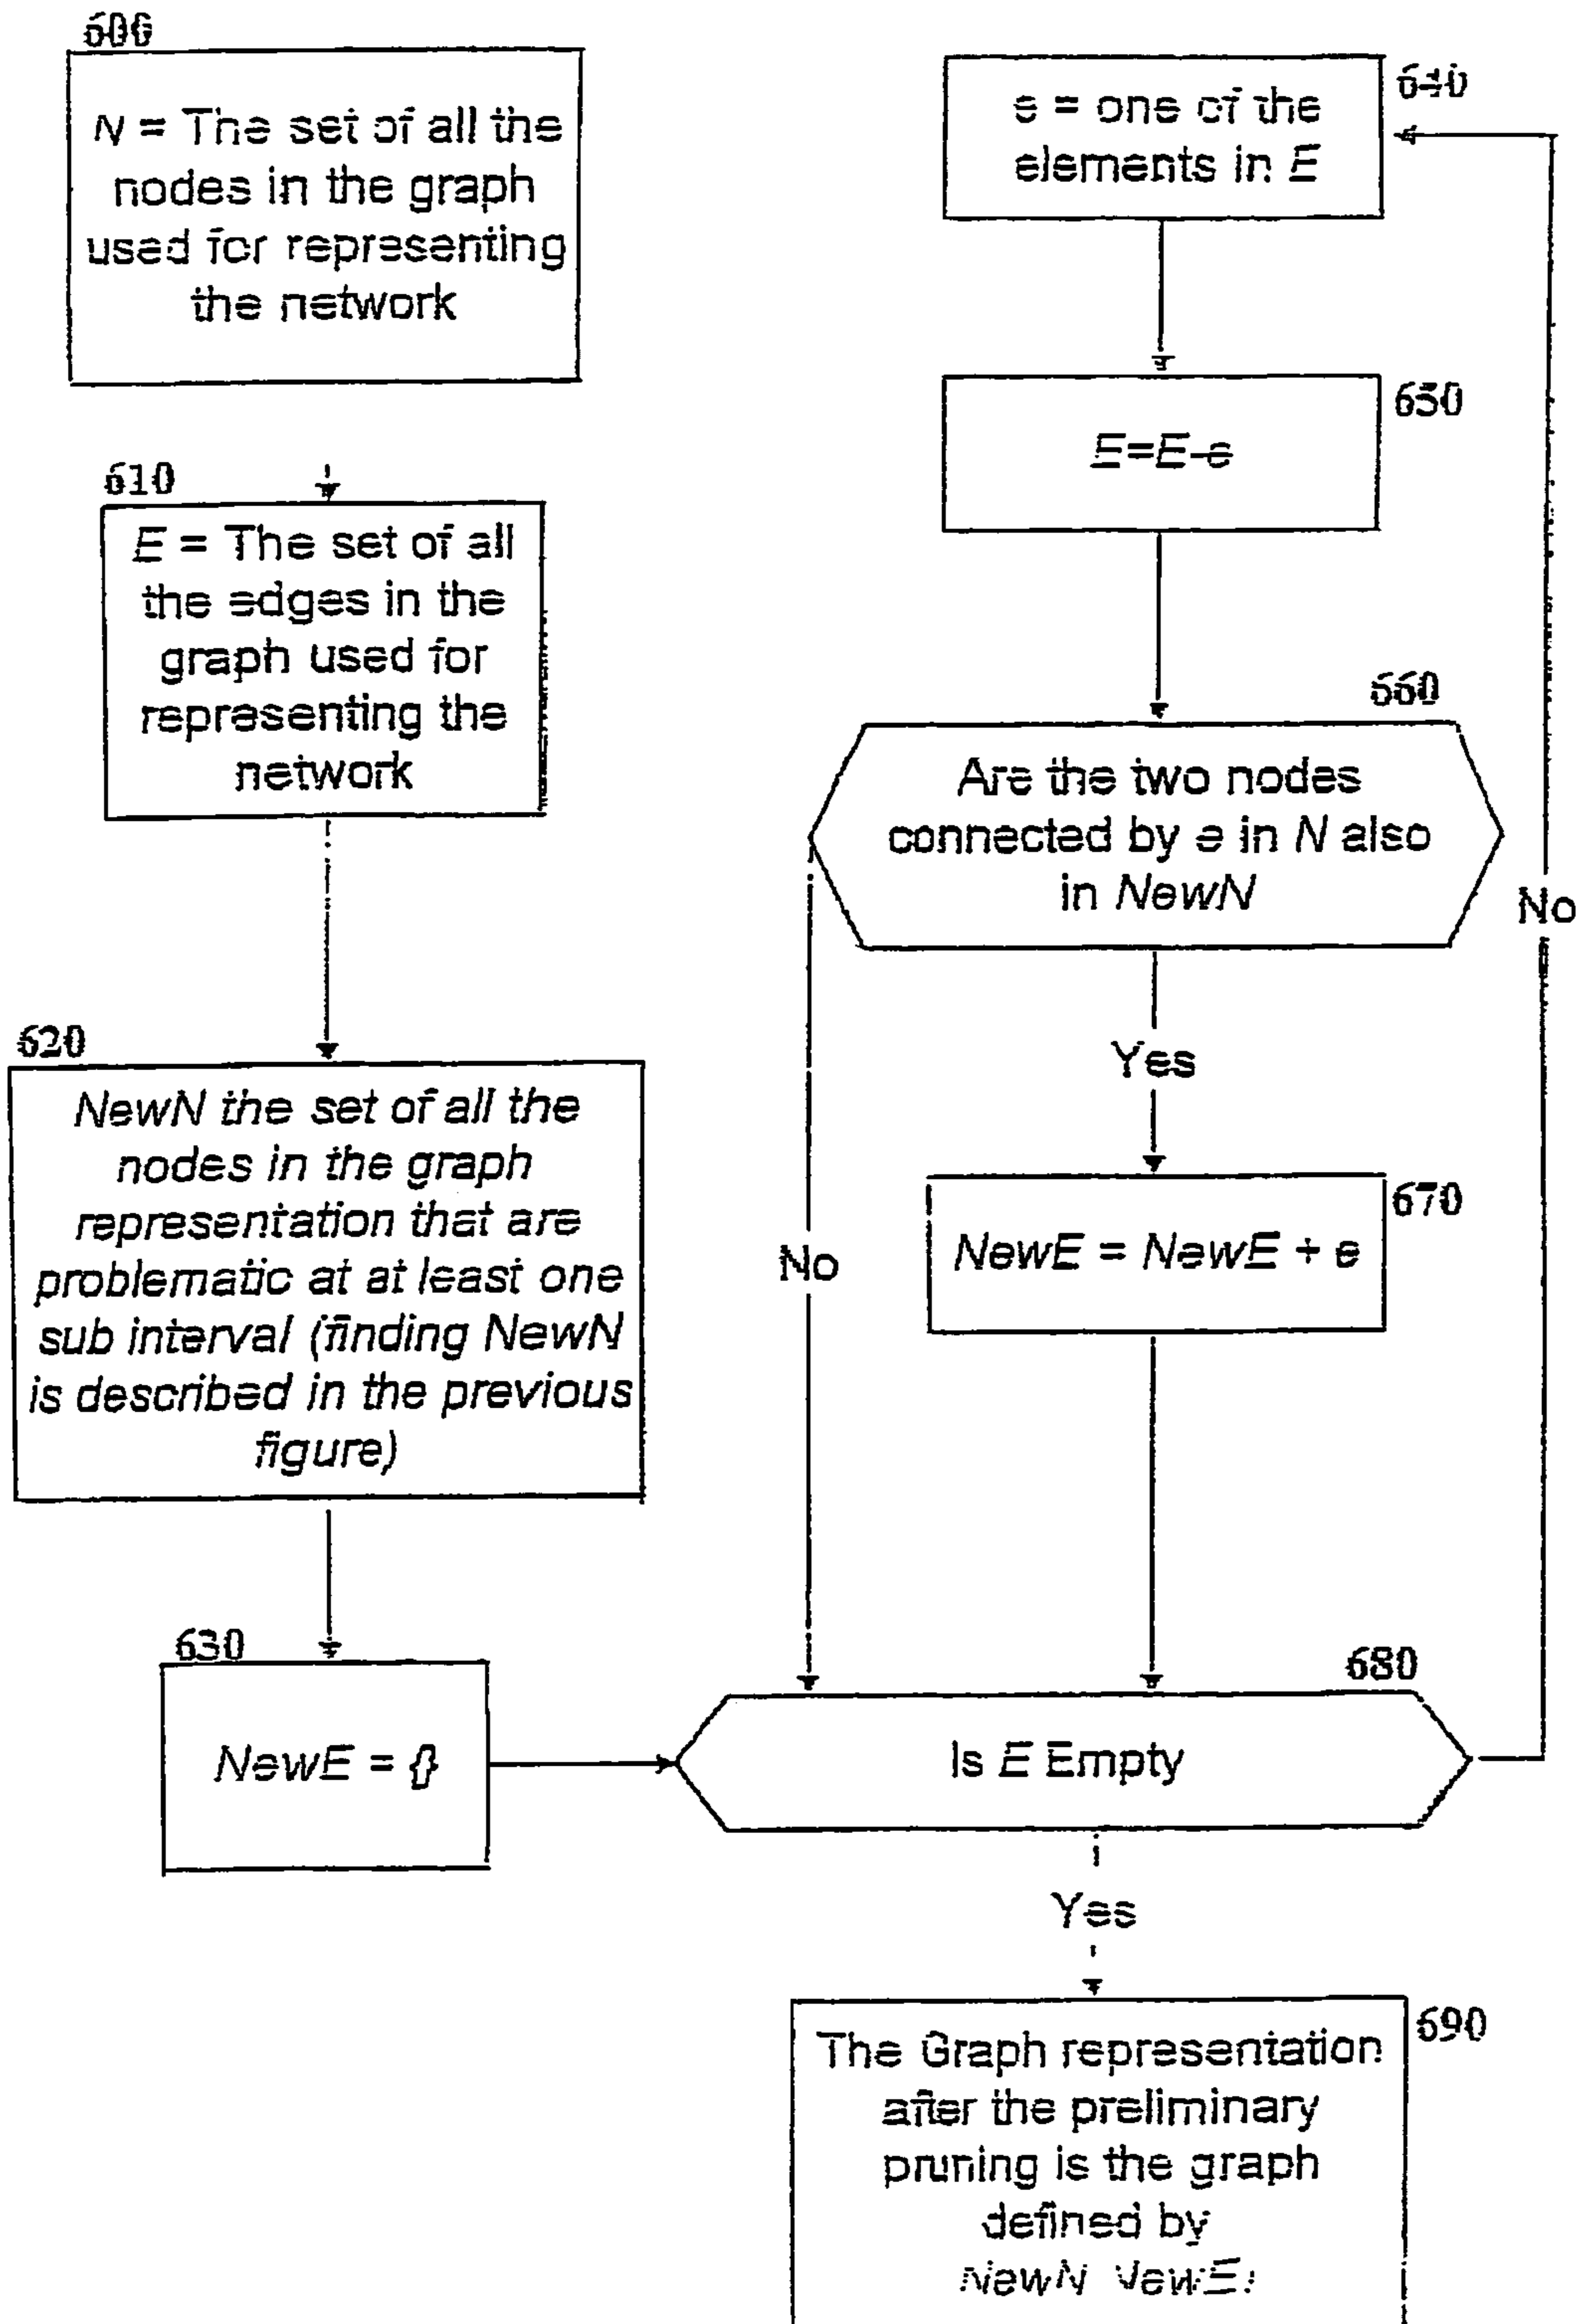 600
N = The set of all the
nodes in the graph
used for representing
the network
610
E = The set of all
the edges in the
graph used for
representing the
network
620
NewN the set of all the
nodes in the graph
representation that are
problematic at at least one
sub interval (finding NewN
is described in the previous
figure)
630
NewE = {}
640
e = one of the
elements in E
650
E=E-e
660
Are the two nodes
connected by e in N also
in NewN
No
Yes
No
670
NewE = NewE + e
680
Is E Empty
Yes
690
The Graph representation
after the preliminary
pruning is the graph
defined by
NewN NewE